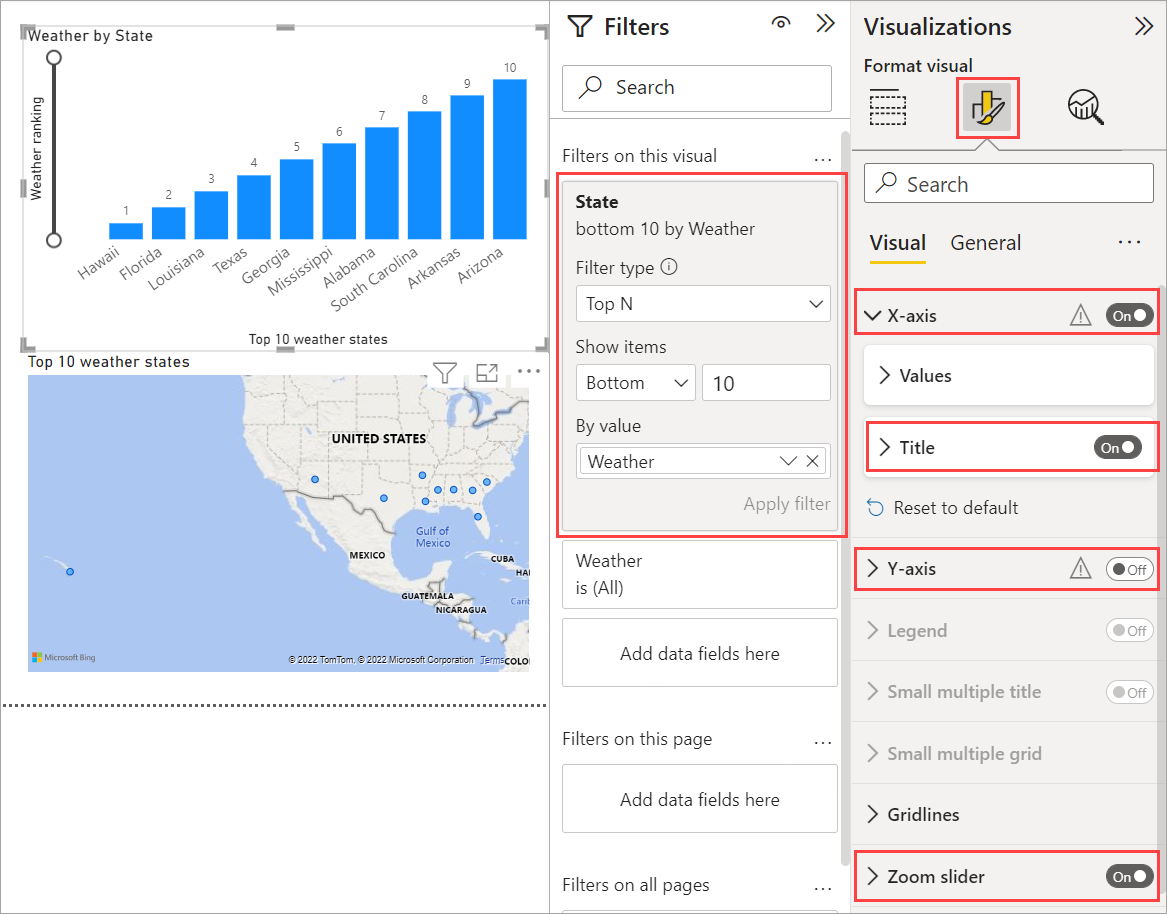 Weather by State
Weather ranking
1
2
3
4
5
6
7
8
9
10
Hawaii
Florida
Louisiana
Texas
Georgia
Mississippi
Alabama
South Carolina
Arkansas
Arizona
Top 10 weather states
Top 10 weather states
UNITED STATES
Gulf of
Mexico
MEXICO
CUBA
HA
GUATEMALA
Carib
NICARAGUA
Microsoft Bing
© 2022 TomTom, © 2022 Microsoft Corporation Terms
COLO
Filters
Search
Filters on this visual
...
State
bottom 10 by Weather
Filter type
Top N
Show items
Bottom
10
By value
Weather
Apply filter
Weather
is (All)
Add data fields here
Filters on this page
...
Add data fields here
Filters on all pages
...
Visualizations
Format visual
Search
Visual
General
...
X-axis
On
Values
Title
On
Reset to default
Y-axis
Off
Legend
Off
Small multiple title
Off
Small multiple grid
Gridlines
Zoom slider
On